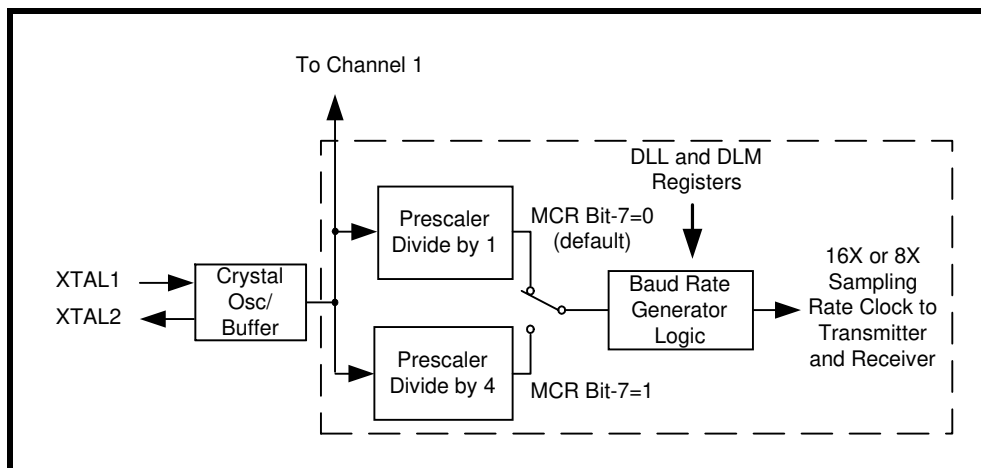 To Channel 1
DLL and DLM
Registers
Prescaler
Divide by 1
MCR Bit-7=0
(default)
XTAL1
XTAL2
Crystal
Osc/
Buffer
Baud Rate
Generator
Logic
16X or 8X
Sampling
Rate Clock to
Transmitter
and Receiver
Prescaler
Divide by 4
MCR Bit-7=1